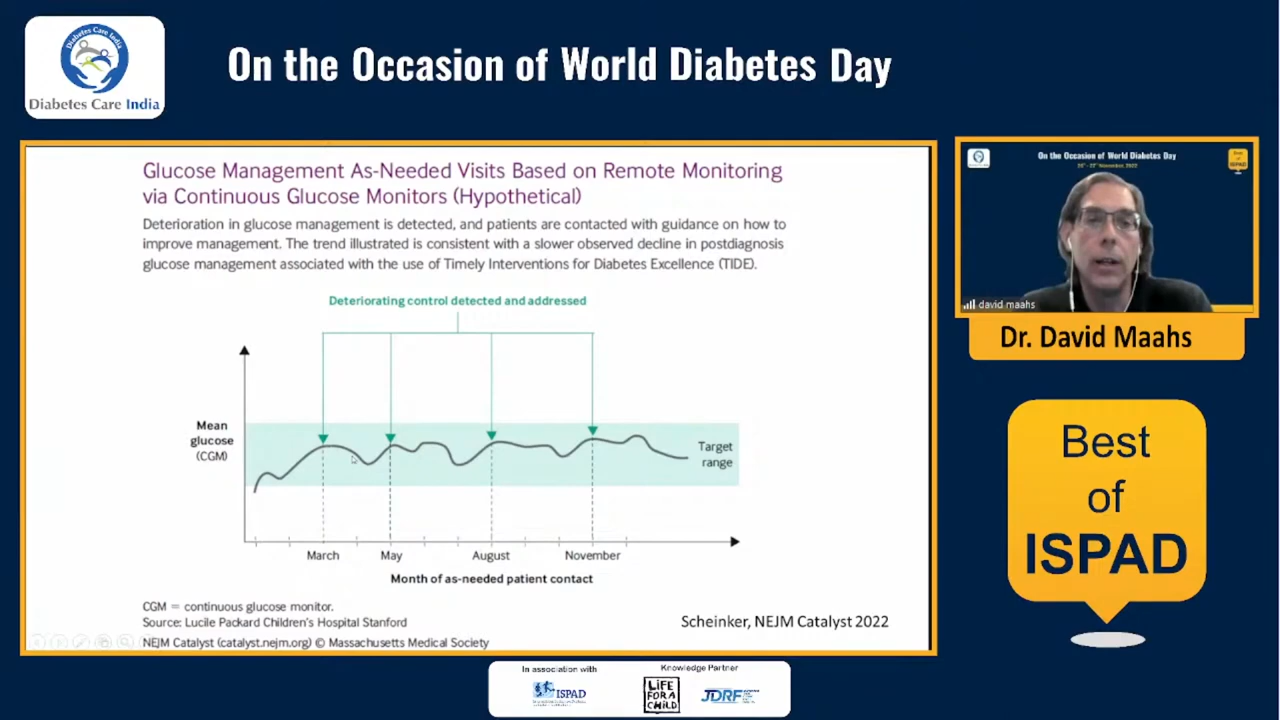 Diabetes Care India
Diabetes Care India
On the Occasion of World Diabetes Day
Glucose Management As-Needed Visits Based on Remote Monitoring
via Continuous Glucose Monitors (Hypothetical)
Deterioration in glucose management is detected, and patients are contacted with guidance on how to
improve management. The trend illustrated is consistent with a slower observed decline in postdiagnosis
glucose management associated with the use of Timely Interventions for Diabetes Excellence (TIDE).
Deteriorating control detected and addressed
Mean
glucose
(CGM)
Target
range
March May August November
Month of as-needed patient contact
CGM = continuous glucose monitor.
Source: Lucile Packard Children's Hospital Stanford
NEJM Catalyst (catalyst.nejm.org) © Massachusetts Medical Society
Scheinker, NEJM Catalyst 2022
On the Occasion of World Diabetes Day
Best
of
ISPAD
david maahs
Dr. David Maahs
Best
of
ISPAD
In association with
ISPAD
Knowledge Partner
LIFE
FOR A
CHILD
JDRF